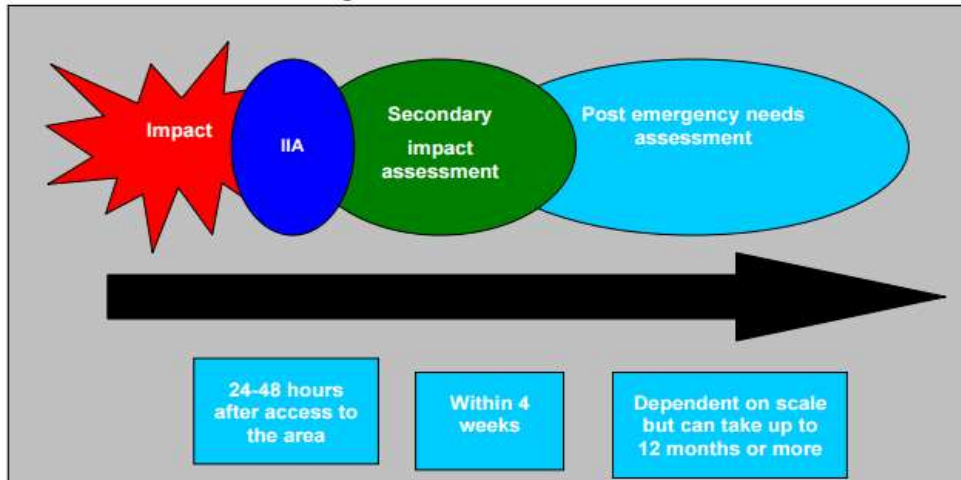 Impact
IIA
Secondary
impact
assessment
Post emergency needs
assessment
24-48 hours
after access to
the area
Within 4
weeks
Dependent on scale
but can take up to
12 months or more